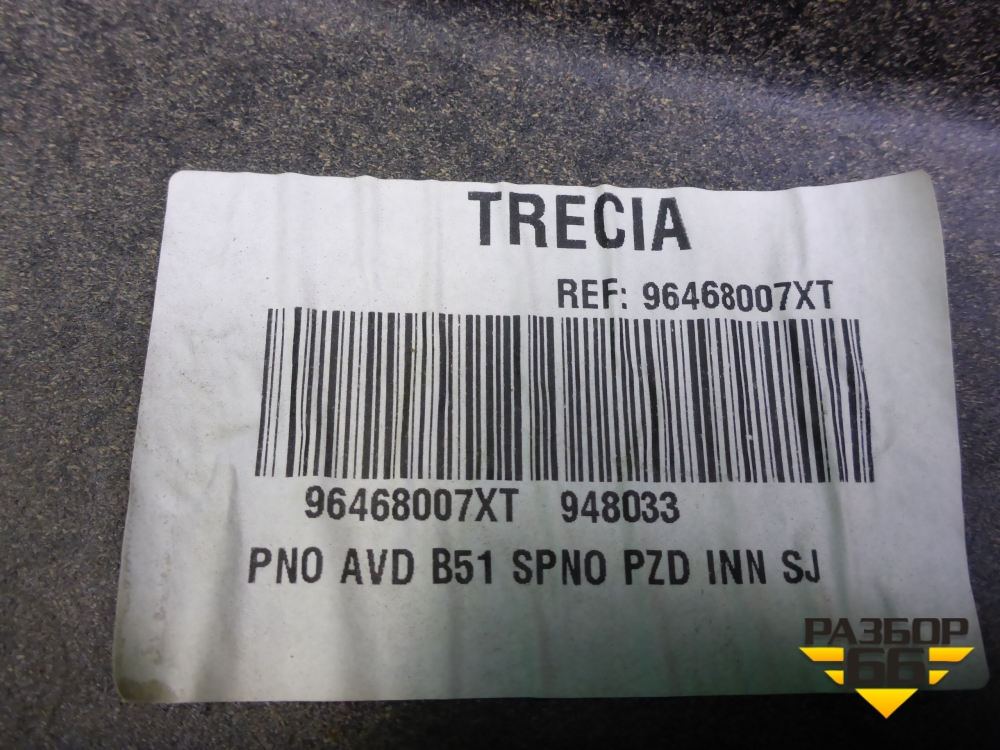 TRECIA
REF: 96468007XT
96468007XT 948033
PNO AVD B51 SPNO PZD INN SJ
РАЗБОР
66